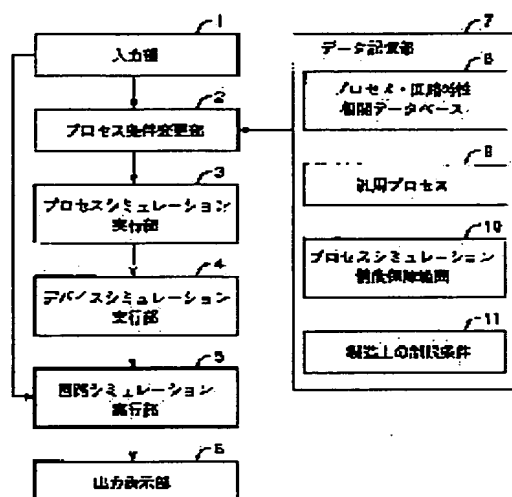 1
入力部
2
プロセス条件変更部
3
プロセスシミュレーション
実行部
4
デバイスシミュレーション
実行部
5
回路シミュレーション
実行部
6
出力表示部
7
データ記憶部
8
プロセス・回路特性
相関データベース
9
汎用プロセス
10
プロセスシミュレーション
精度保障範囲
11
製造上の制限条件